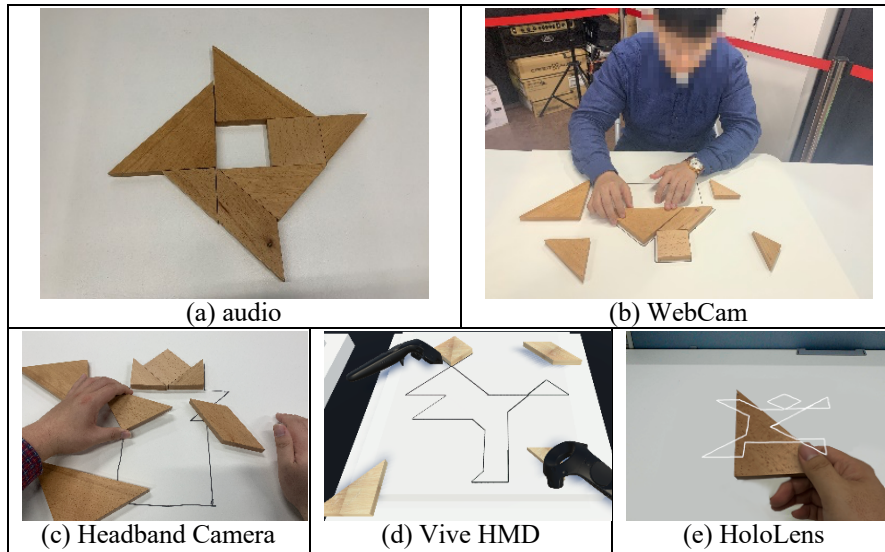 (a) audio
(b) WebCam
(c) Headband Camera
(d) Vive HMD
(e) HoloLens